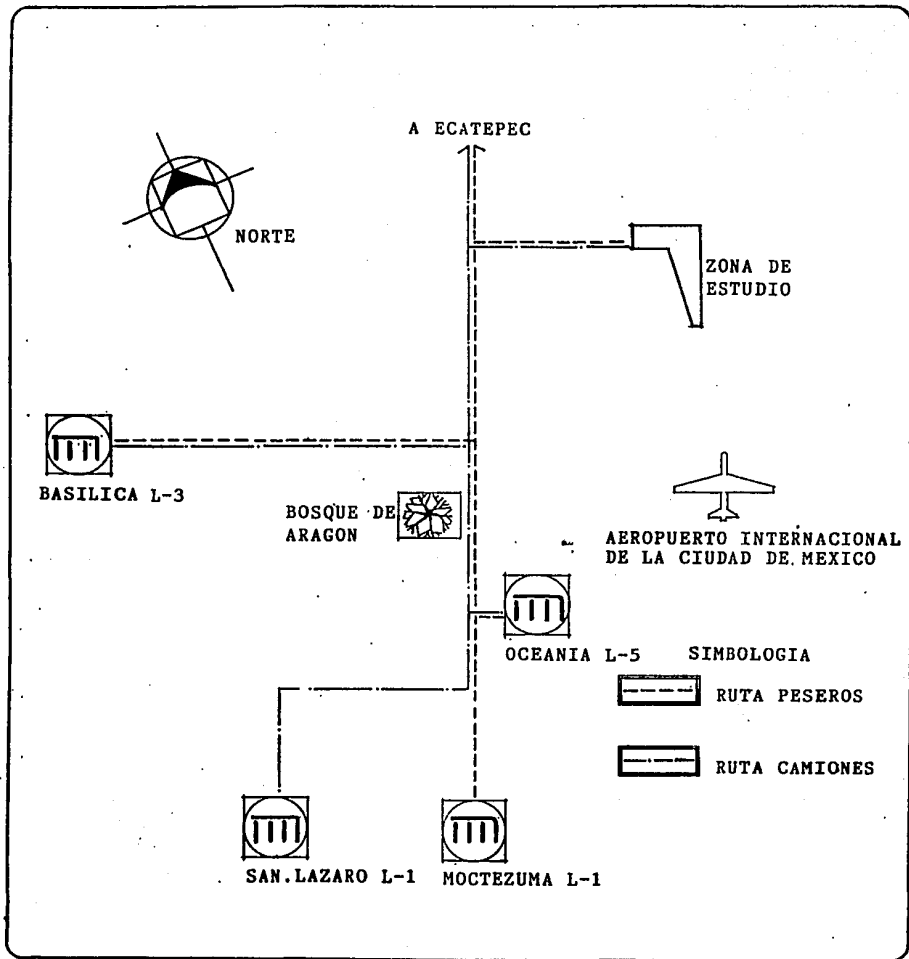 A ECATEPEC
NORTE
ZONA DE
ESTUDIO
BASILICA L-3
BOSQUE DE
ARAGON
AEROPUERTO INTERNACIONAL
DE LA CIUDAD DE MEXICO
OCEANIA L-5
SIMBOLOGIA
RUTA PESEROS
RUTA CAMIONES
SAN.LAZARO L-1
MOCTEZUMA L-1